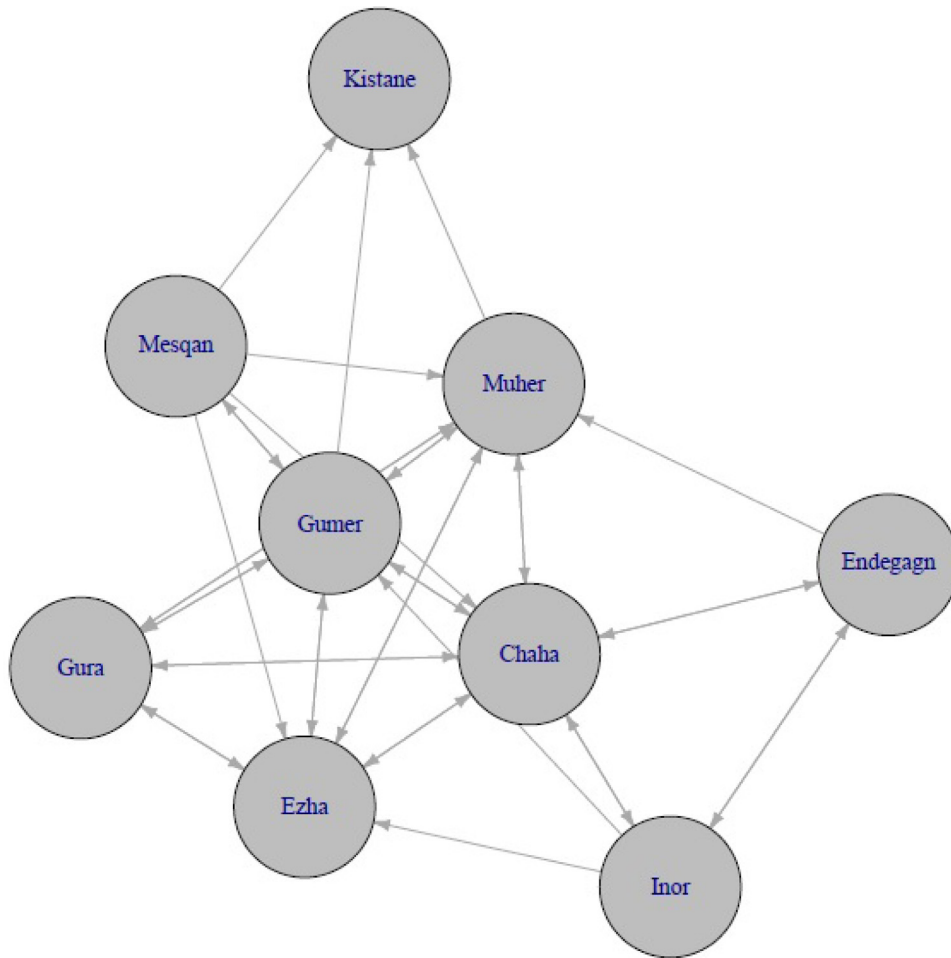 Kistane
Mesqan
Muher
Gumer
Endegagn
Chaha
Gura
Ezha
Inor